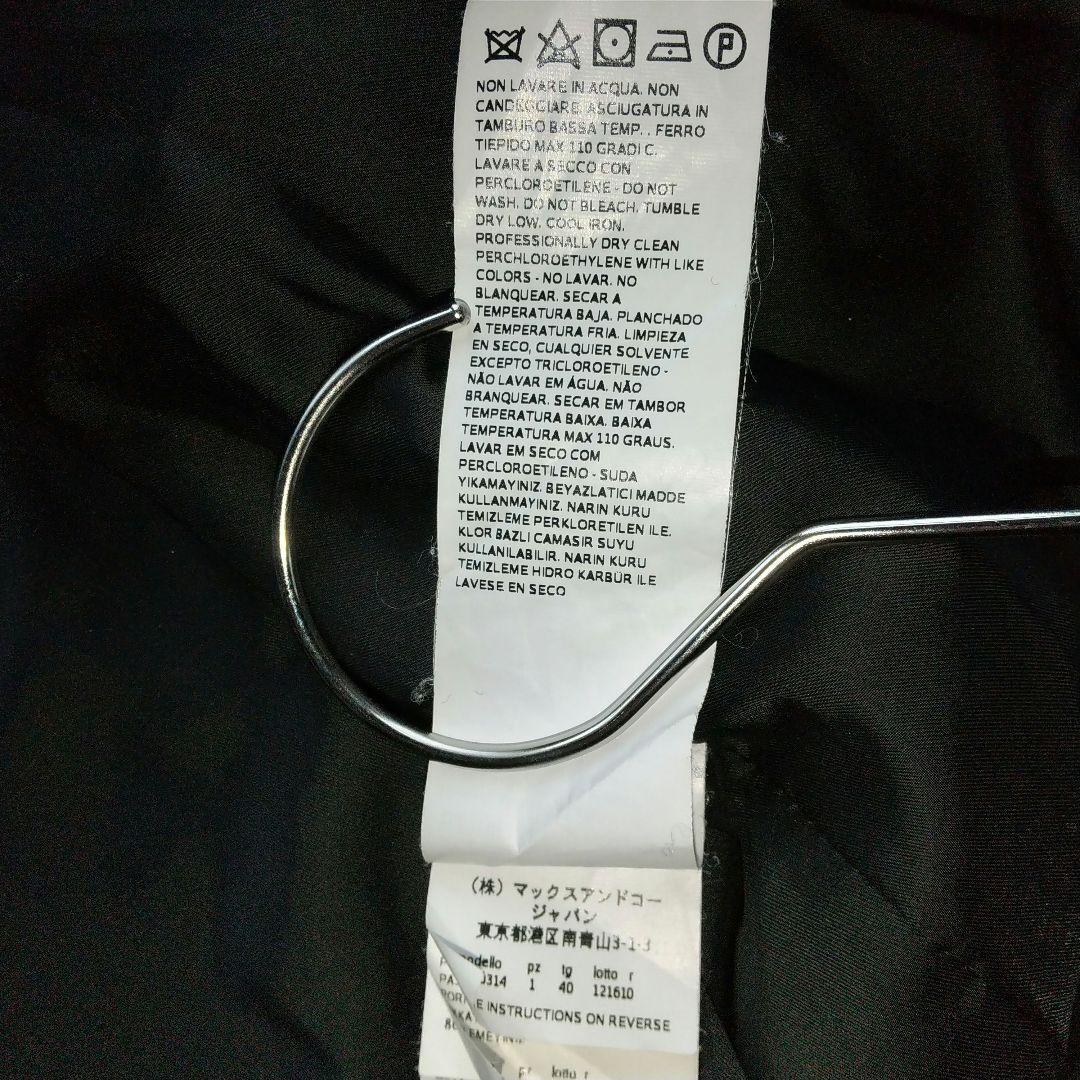 P
NON LAVARE IN ACQUA. NON
CANDEGGIARE. ASCIUGATURA IN
TAMBURO BASSA TEMP. . FERRO
TIEPIDO MAX 110 GRADI C.
LAVARE A SECCO CON
PERCLOROETILENE - DO NOT
WASH. DO NOT BLEACH. TUMBLE
DRY LOW. COOL IRON.
PROFESSIONALLY DRY CLEAN
PERCHLOROETHYLENE WITH LIKE
COLORS - NO LAVAR. NO
BLANQUEAR. SECAR A
TEMPERATURA BAJA. PLANCHADO
A TEMPERATURA FRIA. LIMPIEZA
EN SECO, CUALQUIER SOLVENTE
EXCEPTO TRICLOROETILENO -
NÃO LAVAR EM ÁGUA. NÃO
BRANQUEAR. SECAR EM TAMBOR
TEMPERATURA BAIXA. BAIXA
TEMPERATURA MAX 110 GRAUS.
LAVAR EM SECO COM
PERCLOROETILENO - SUDA
YIKAMAYINIZ. BEYAZLATICI MADDE
KULLANMAYINIZ. NARIN KURU
TEMIZLEME PERKLORETILEN ILE.
KLOR BAZLI CAMASIR SUYU
KULLANILABILIR. NARIN KURU
TEMIZLEME HIDRO KARBÜR ILE
LAVESE EN SECO
(株) マックスアンドコー
ジャパン
東京都港区南青山3-1-3
pz tg lotto r
1 40 121610
INSTRUCTIONS ON REVERSE
pz lotto r